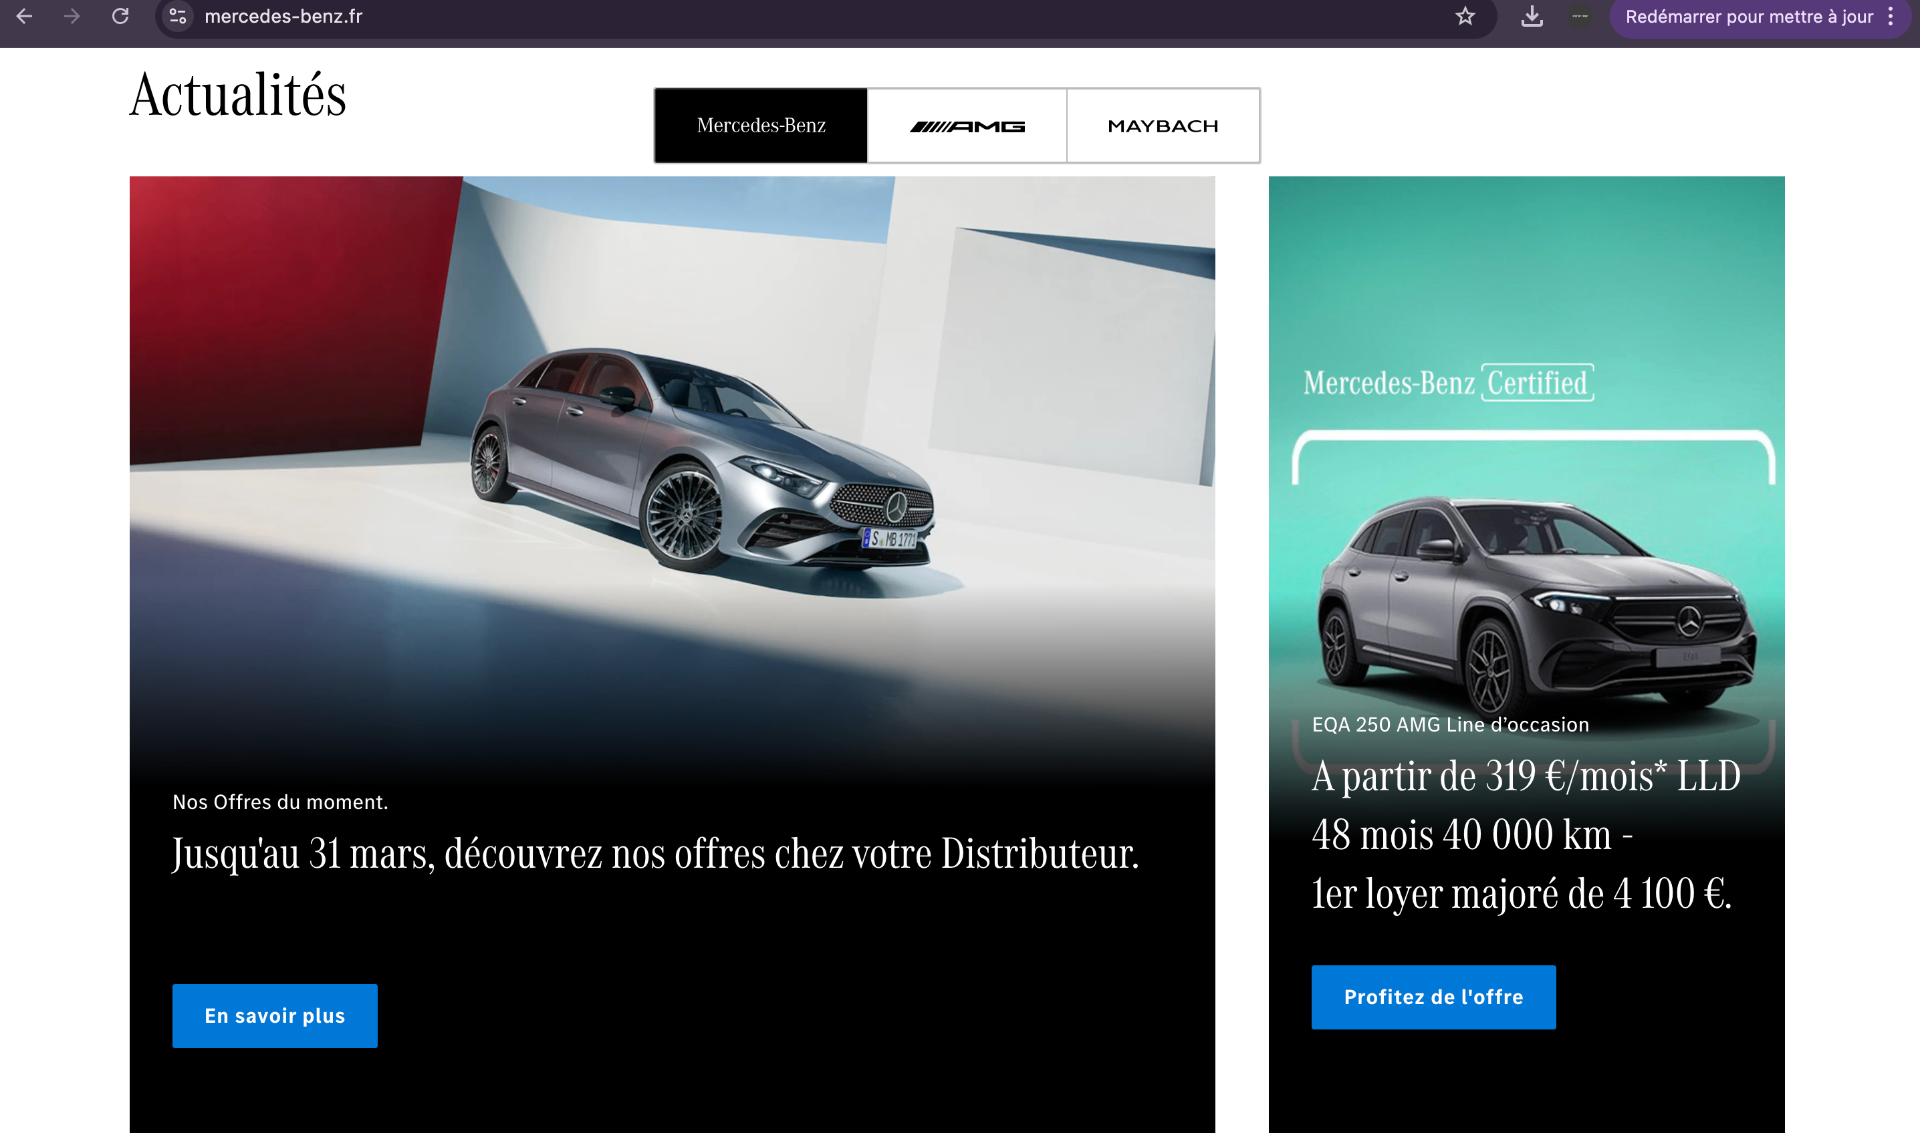 mercedes-benz.fr
Redémarrer pour mettre à jour
Actualités
Mercedes-Benz
AMG
MAYBACH
S MB 1771
Nos Offres du moment.
Jusqu'au 31 mars, découvrez nos offres chez votre Distributeur.
En savoir plus
Mercedes-Benz Certified
EQA 250 AMG Line d’occasion
A partir de 319 €/mois* LLD
48 mois 40 000 km -
1er loyer majoré de 4 100 €.
Profitez de l'offre